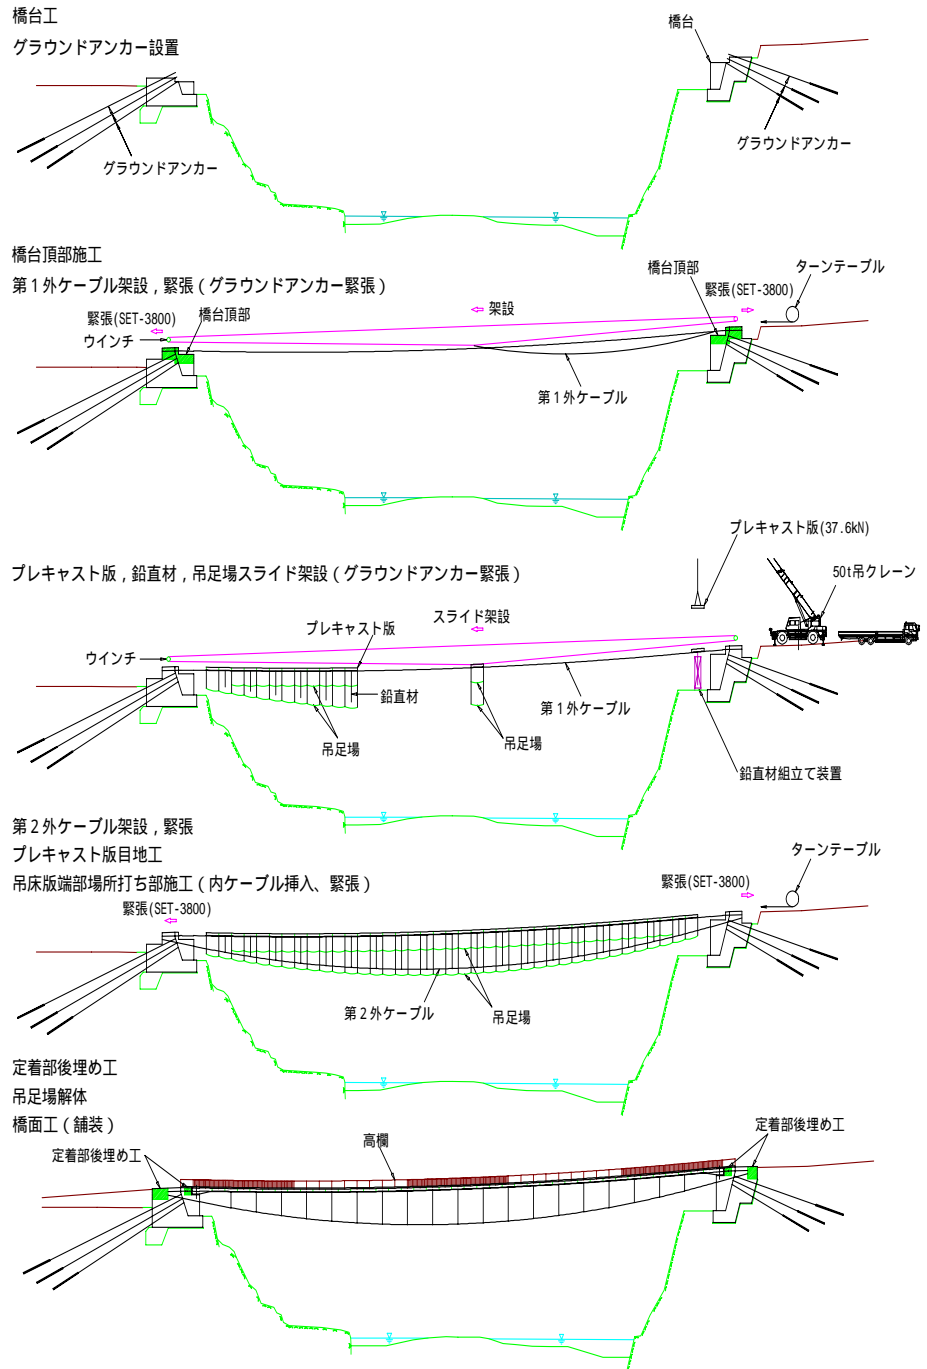 橋台工
グラウンドアンカー設置
橋台
グラウンドアンカー
グラウンドアンカー
橋台頂部施工
第1外ケーブル架設，緊張（グラウンドアンカー緊張）
橋台頂部
ターンテーブル
緊張(SET-3800)
架設
緊張(SET-3800)
橋台頂部
ウインチ
第1外ケーブル
プレキャスト版(37.6kN)
プレキャスト版，鉛直材，吊足場スライド架設（グラウンドアンカー緊張）
50t吊クレーン
スライド架設
プレキャスト版
ウインチ
鉛直材
第1外ケーブル
吊足場
吊足場
鉛直材組立て装置
第2外ケーブル架設，緊張
プレキャスト版目地工
ターンテーブル
吊床版端部場所打ち部施工（内ケーブル挿入、緊張）
緊張(SET-3800)
緊張(SET-3800)
第2外ケーブル
吊足場
定着部後埋め工
吊足場解体
橋面工（舗装）
高欄
定着部後埋め工
定着部後埋め工